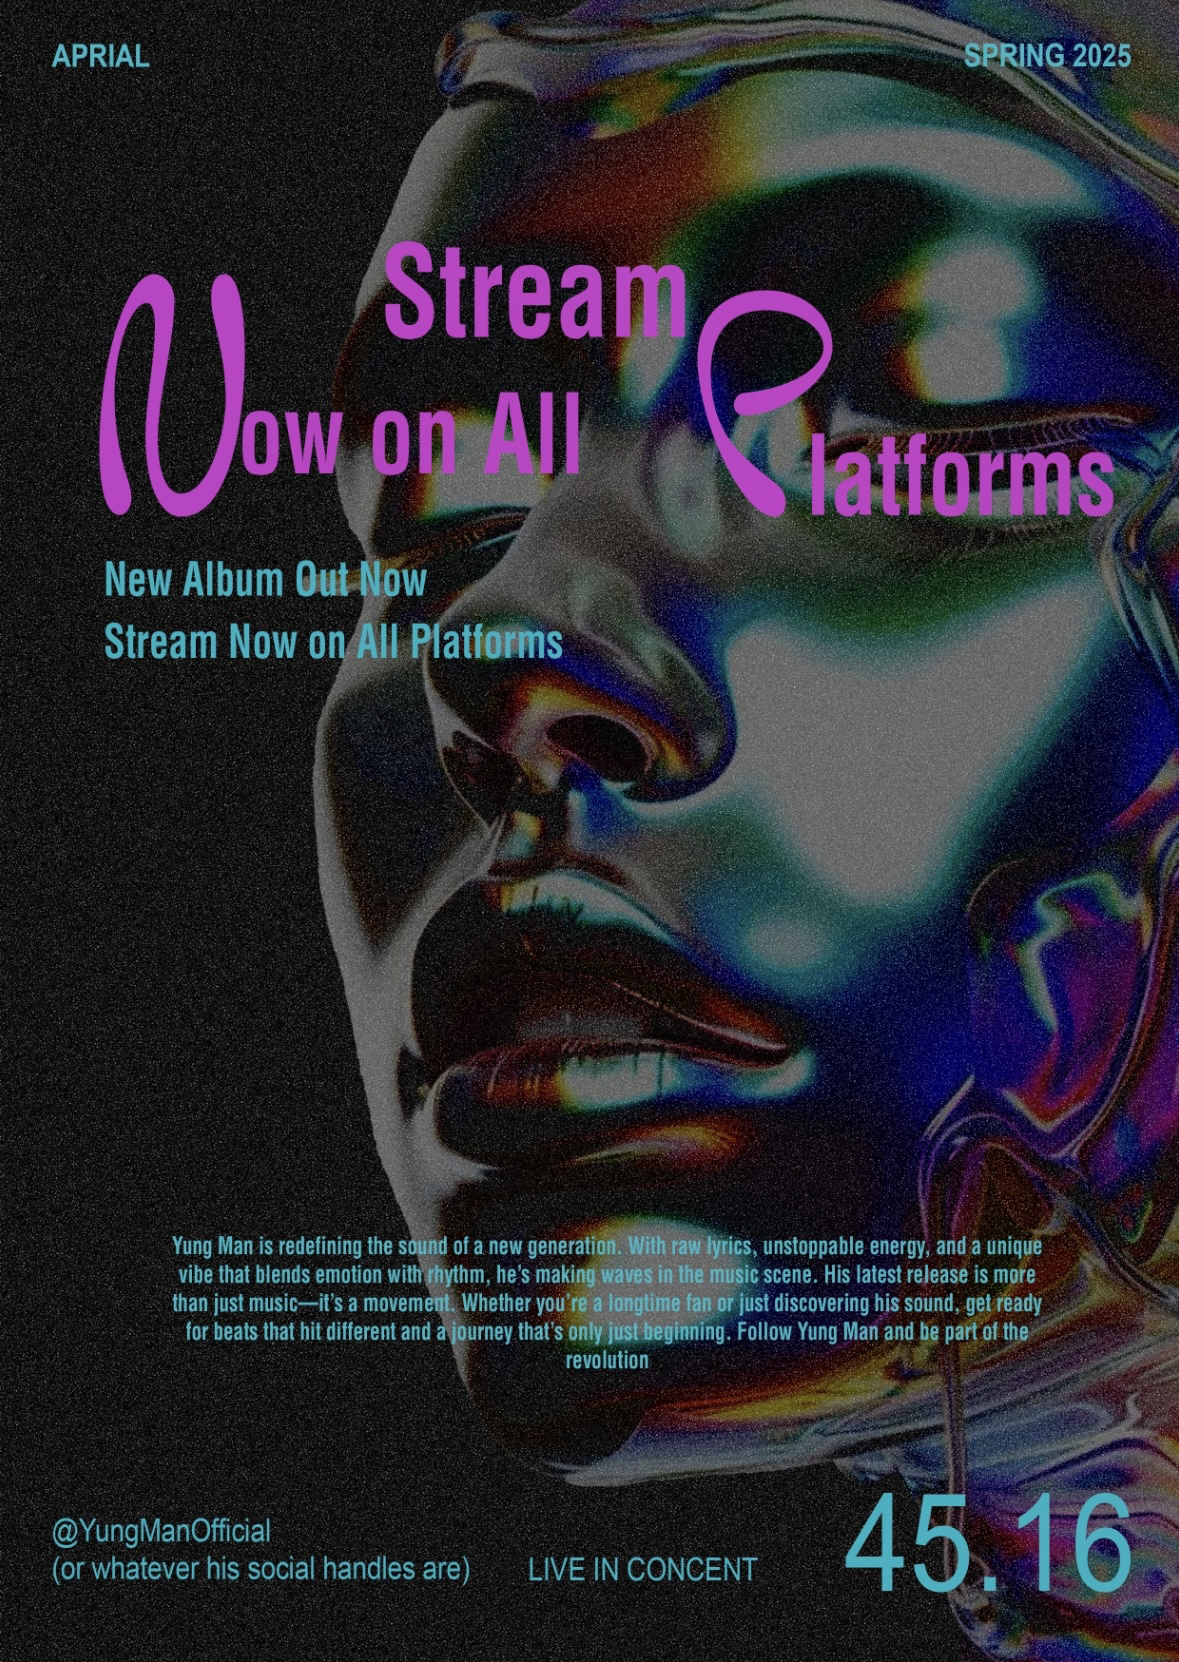 APRIAL
SPRING 2025
Stream
Now on All Platforms
New Album Out Now
Stream Now on All Platforms
Yung Man is redefining the sound of a new generation. With raw lyrics, unstoppable energy, and a unique
vibe that blends emotion with rhythm, he's making waves in the music scene. His latest release is more
than just music—it's a movement. Whether you're a longtime fan or just discovering his sound, get ready
for beats that hit different and a journey that's only just beginning. Follow Yung Man and be part of the
revolution
@YungManOfficial
(or whatever his social handles are)
LIVE IN CONCENT
45.16